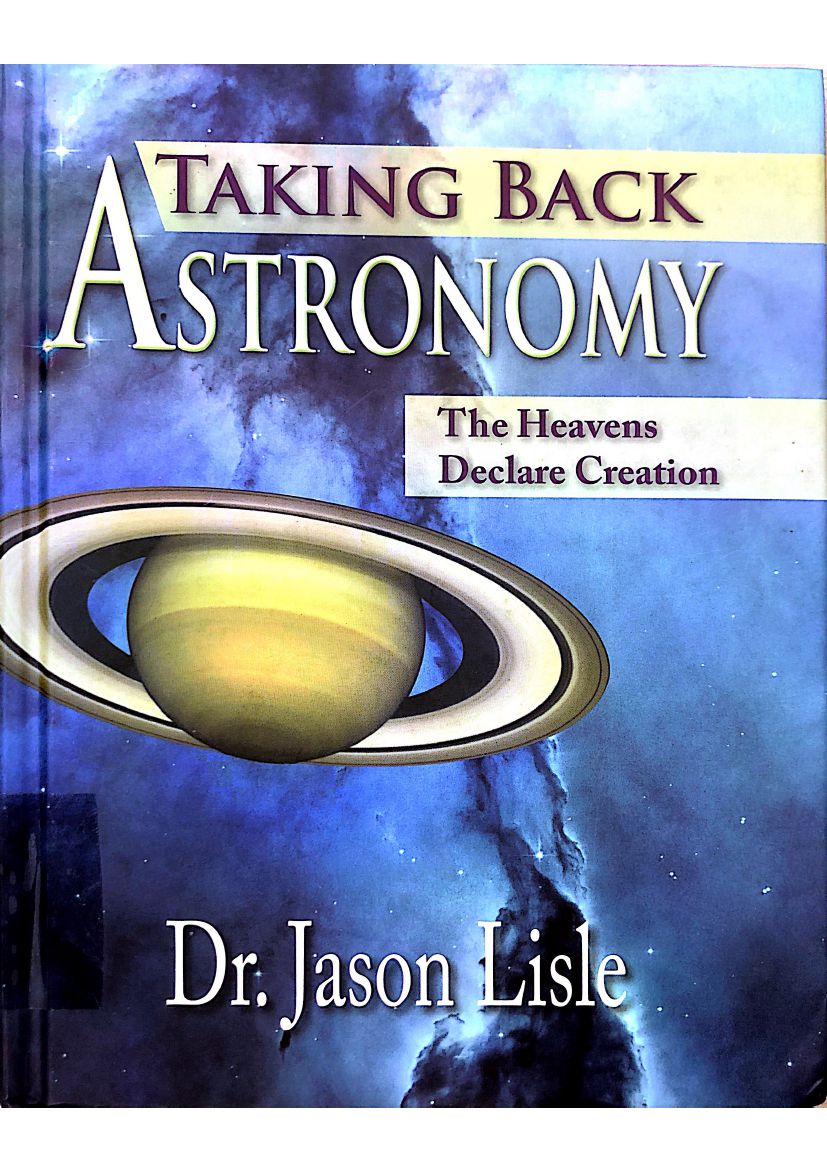 Taking Back
Astronomy
The Heavens
Declare Creation
Dr. Jason Lisle